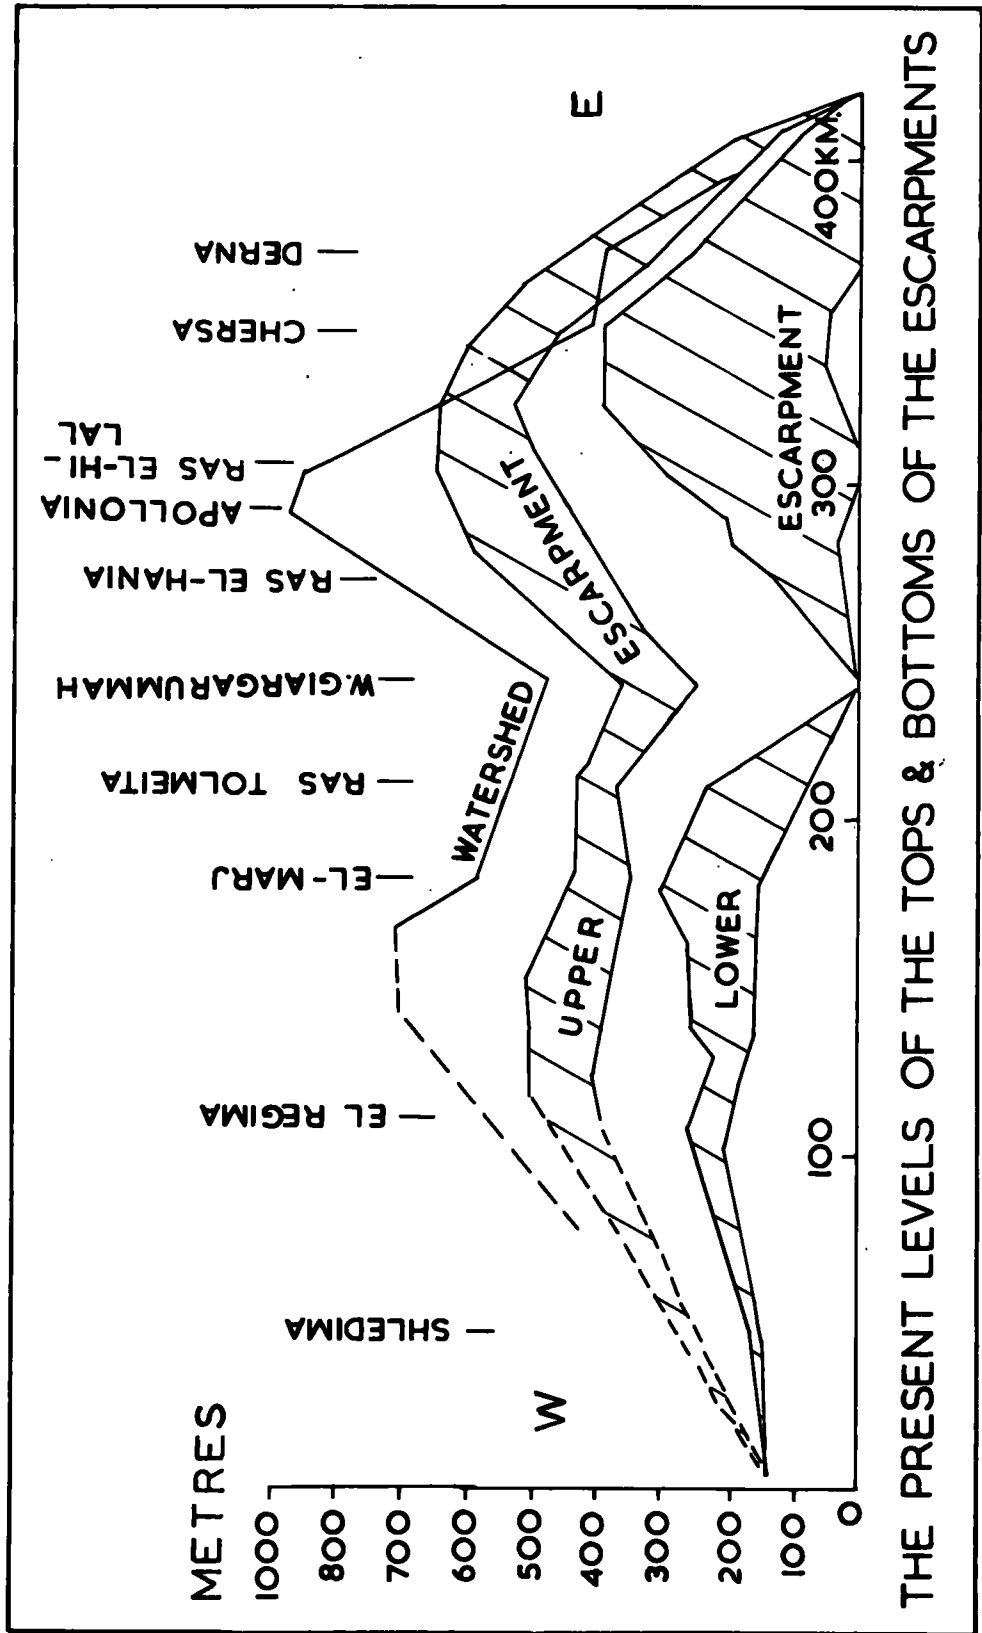 METRES
1000
900
800
700
600
500
400
300
200
100
0
W
E
SHLEDIMA
EL REGIMA
EL-MARJ
RAS TOLMEITA
W.GIARGARUMMAH
RAS EL-HANIA
APOLLONIA
RAS EL-HI-
LAL
CHERSA
DERNA
WATERSHED
UPPER ESCARPMENT
LOWER ESCARPMENT
100
200
300
400KM.
THE PRESENT LEVELS OF THE TOPS & BOTTOMS OF THE ESCARPMENTS